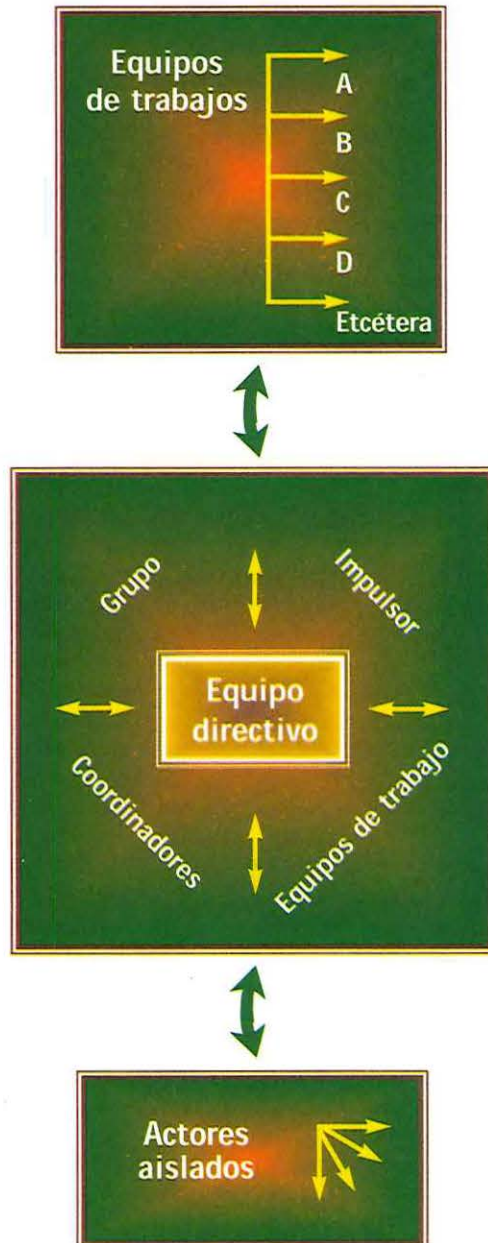 Equipos
de trabajos
A
B
C
D
Etcétera
Grupo
Impulsor
Equipo
directivo
Coordinadores
Equipos de trabajo
Actores
aislados